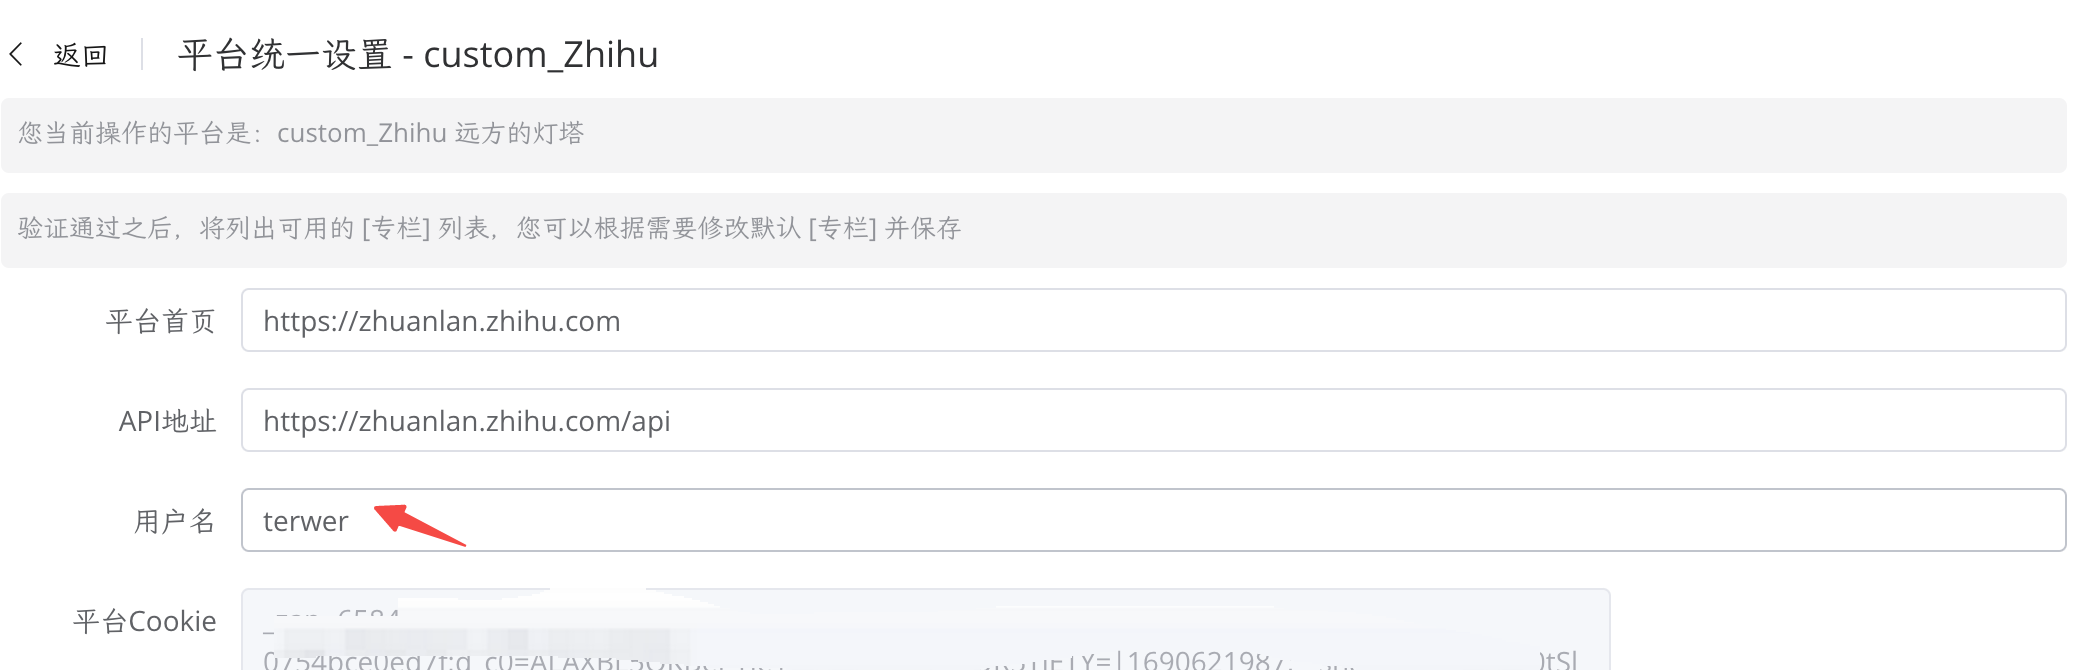 返回 平台统一设置 - custom_Zhihu
您当前操作的平台是：custom_Zhihu 远方的灯塔
验证通过之后，将列出可用的 [专栏] 列表，您可以根据需要修改默认 [专栏] 并保存
平台首页 https://zhuanlan.zhihu.com
API地址 https://zhuanlan.zhihu.com/api
用户名 terwer
平台Cookie